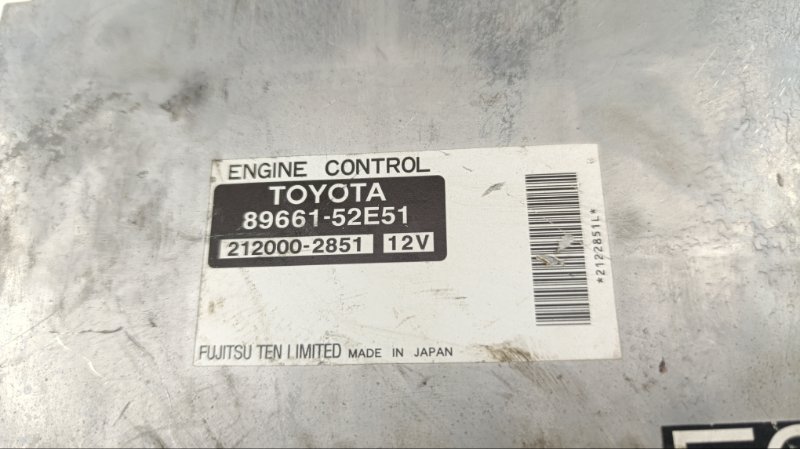 ENGINE CONTROL
TOYOTA
89661-52E51
212000-2851 12V
*2122851L*
FUJITSU TEN LIMITED MADE IN JAPAN